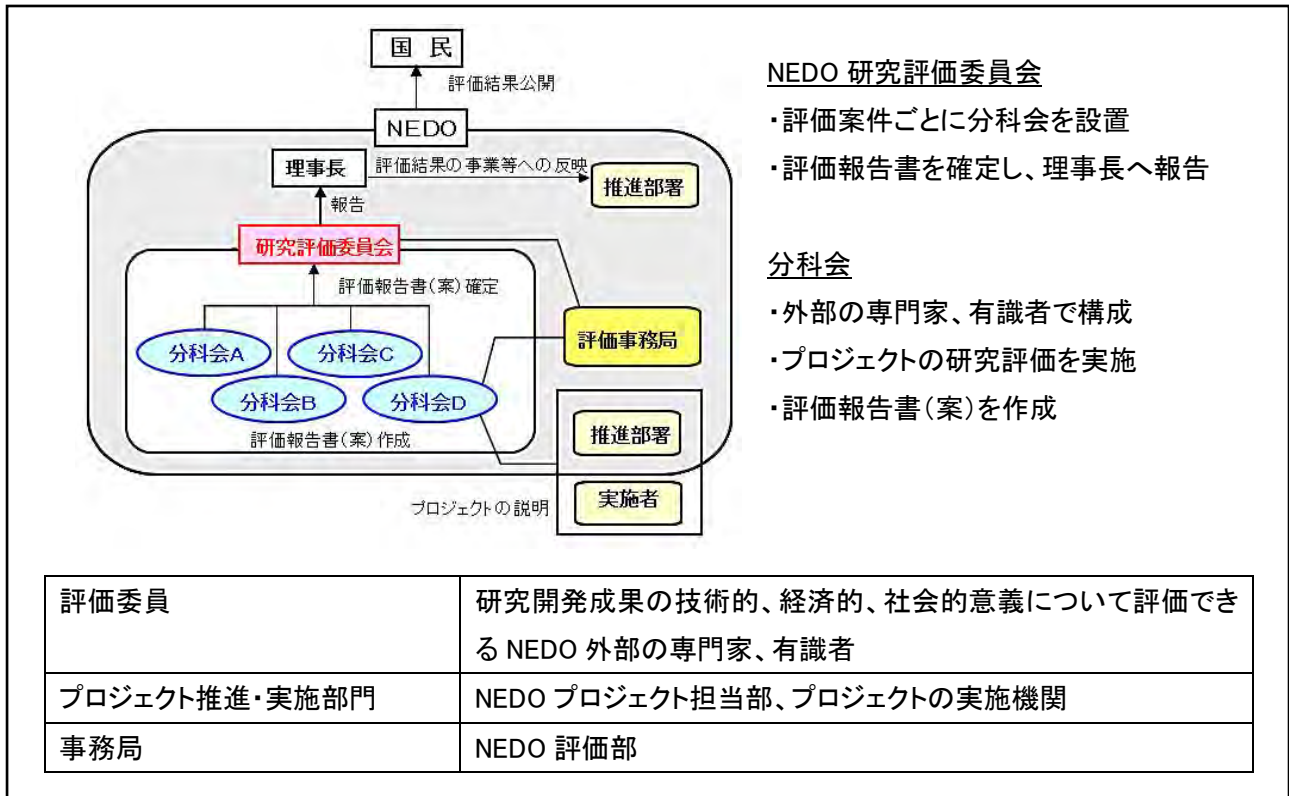 国 民
評価結果公開
NEDO
理事長
評価結果の事業等への反映
推進部署
報告
研究評価委員会
評価報告書(案)確定
評価事務局
分科会A
分科会C
分科会B
分科会D
評価報告書(案)作成
推進部署
プロジェクトの説明
実施者
NEDO 研究評価委員会
・評価案件ごとに分科会を設置
・評価報告書を確定し、理事長へ報告
分科会
・外部の専門家、有識者で構成
・プロジェクトの研究評価を実施
・評価報告書(案)を作成
評価委員
研究開発成果の技術的、経済的、社会的意義について評価でき
る NEDO 外部の専門家、有識者
プロジェクト推進・実施部門
NEDO プロジェクト担当部、プロジェクトの実施機関
事務局
NEDO 評価部